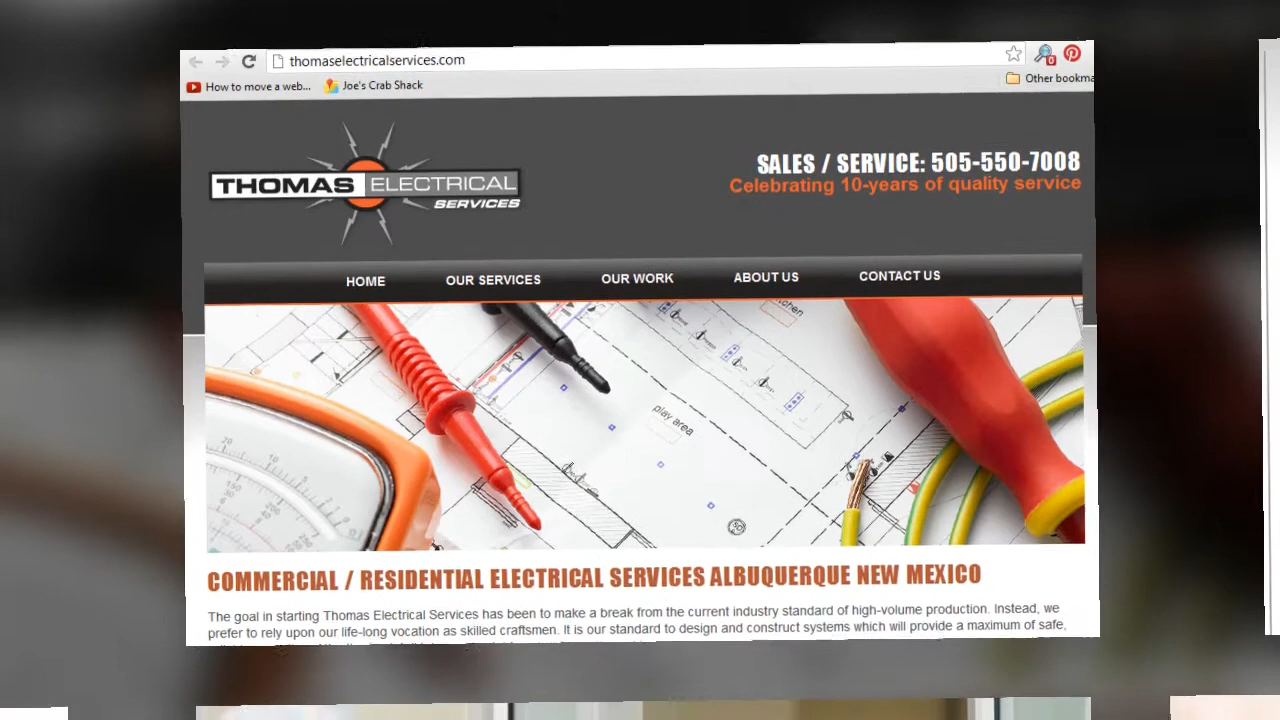 thomaselectricalservices.com
0
How to move a web...
Joe's Crab Shack
Other bookma
THOMAS ELECTRICAL
SERVICES
SALES / SERVICE: 505-550-7008
Celebrating 10-years of quality service
HOME
OUR SERVICES
OUR WORK
ABOUT US
CONTACT US
play area
COMMERCIAL / RESIDENTIAL ELECTRICAL SERVICES ALBUQUERQUE NEW MEXICO
The goal in starting Thomas Electrical Services has been to make a break from the current industry standard of high-volume production. Instead, we
prefer to rely upon our life-long vocation as skilled craftsmen. It is our standard to design and construct systems which will provide a maximum of safe,